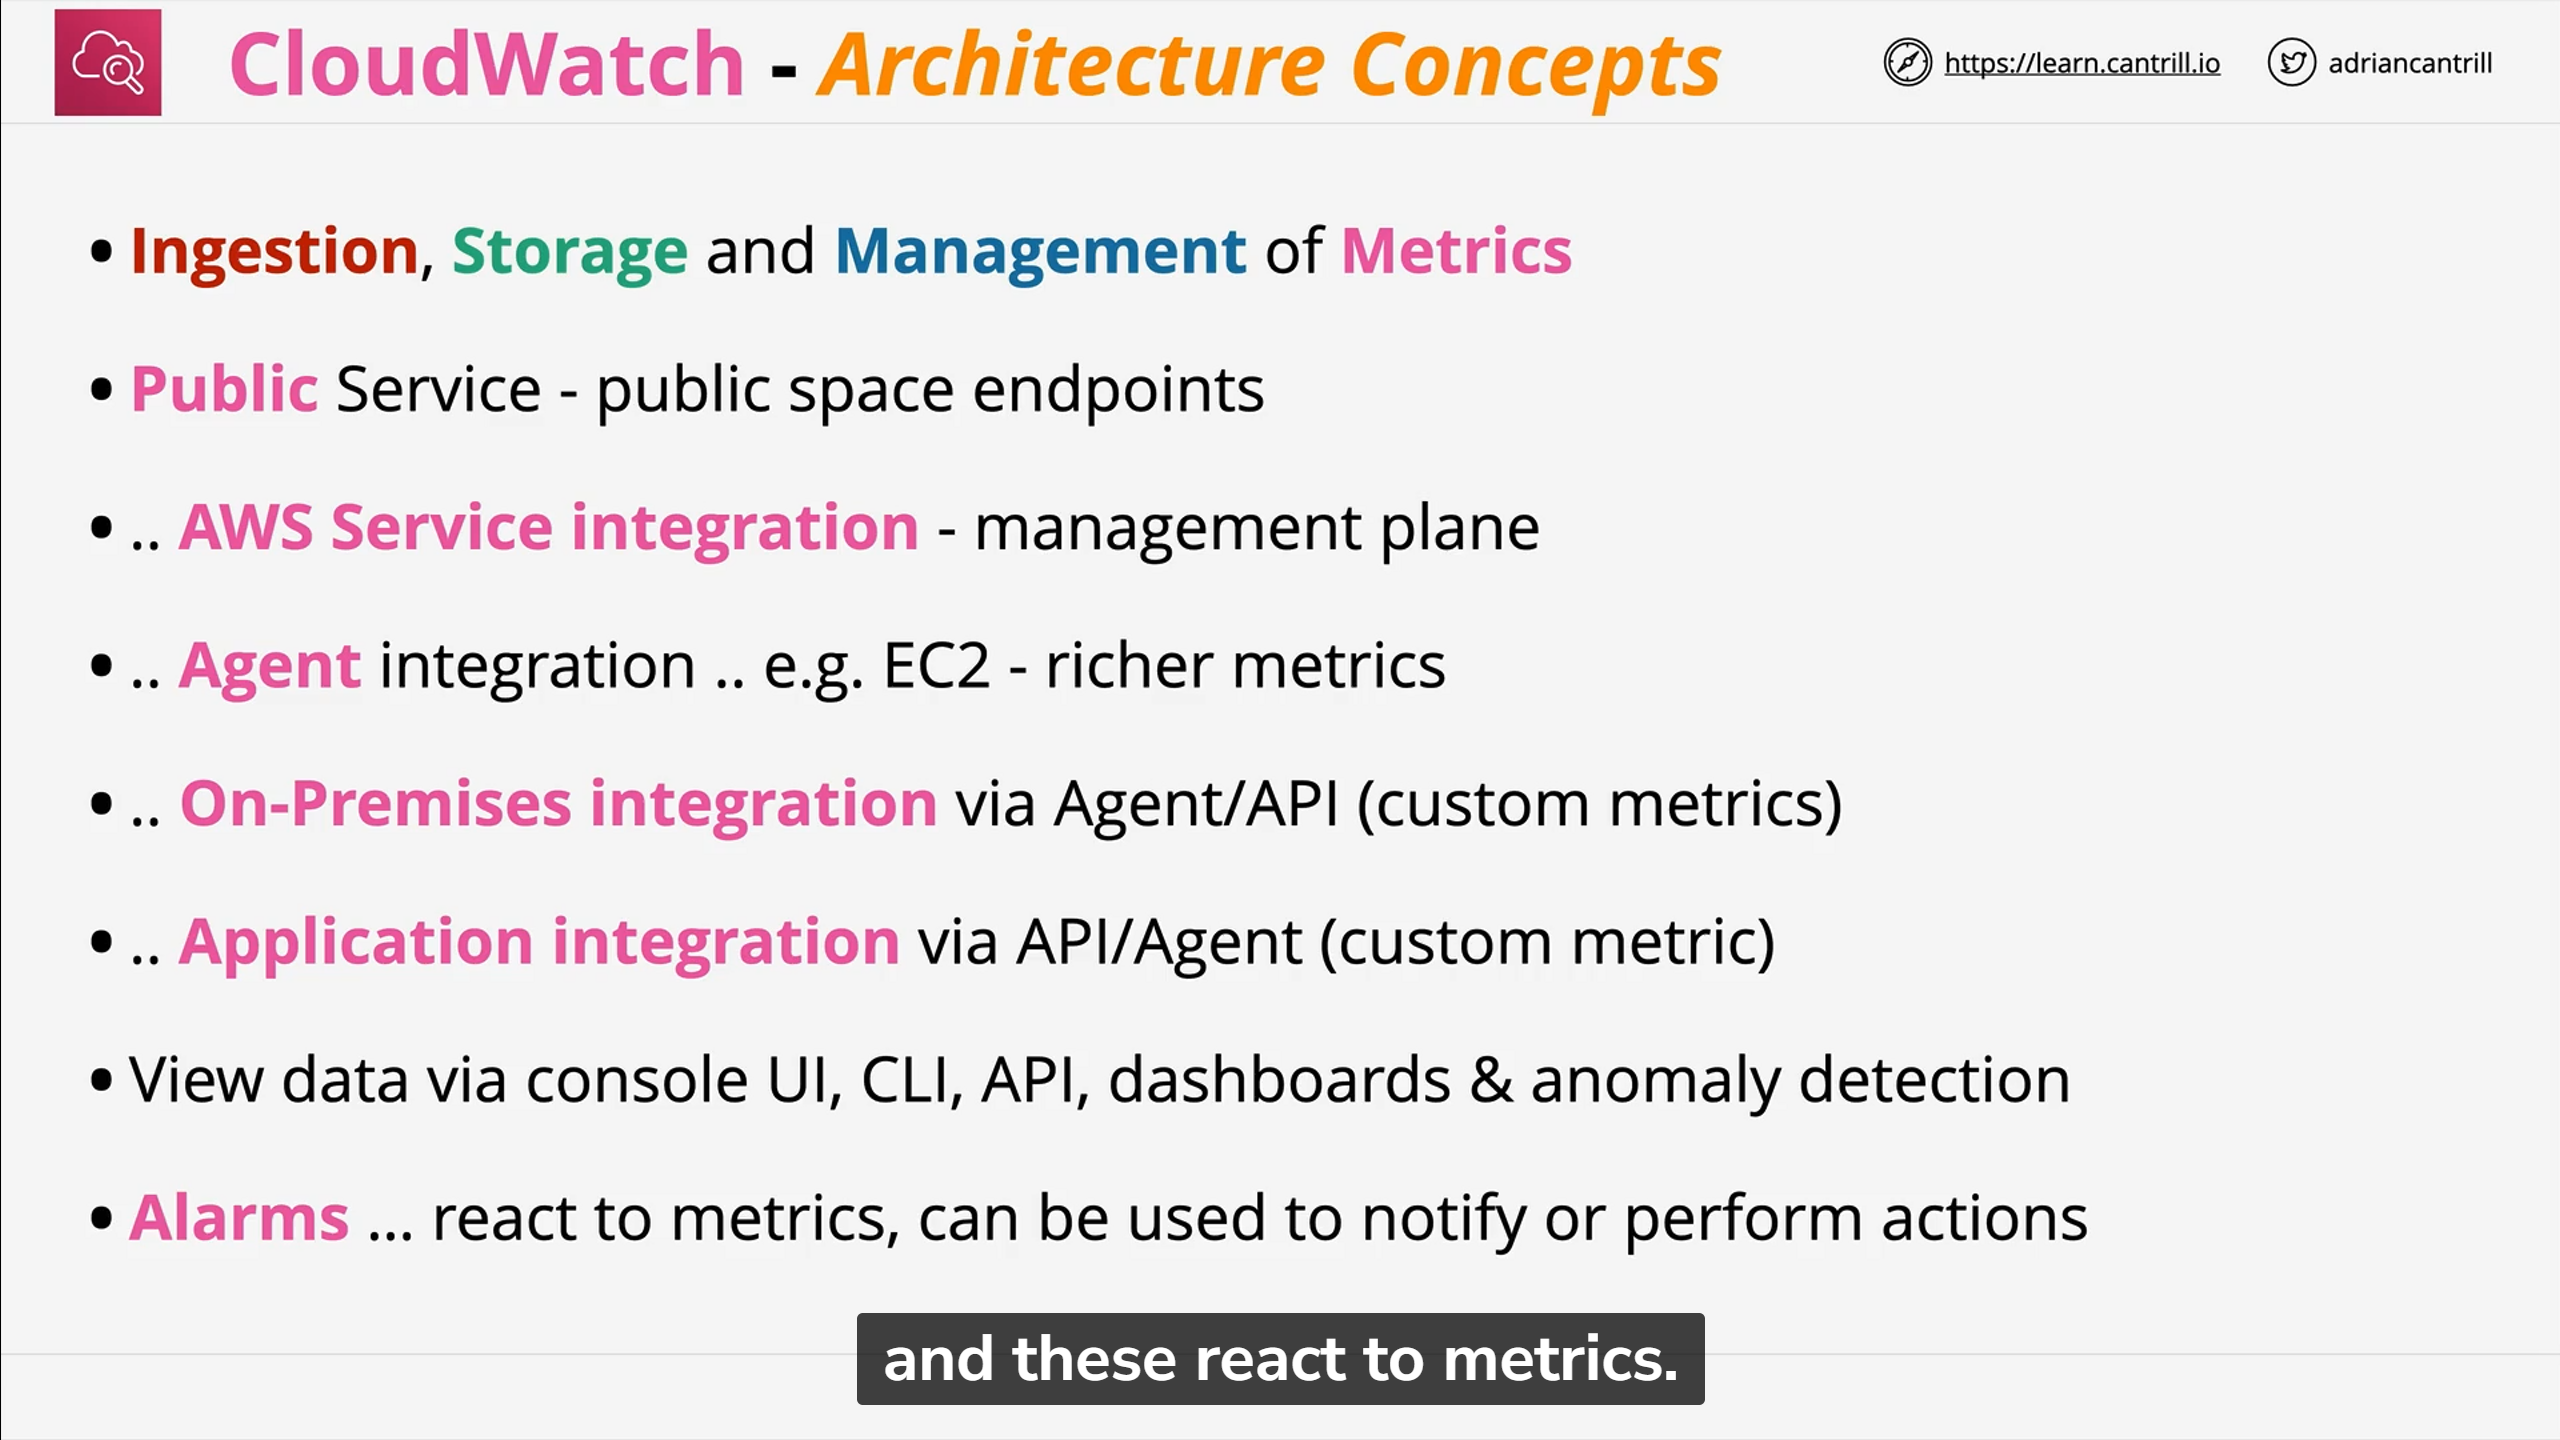 CloudWatch - Architecture Concepts
https://learn.cantrill.io
adriancantrill
• Ingestion, Storage and Management of Metrics
• Public Service - public space endpoints
• .. AWS Service integration - management plane
• .. Agent integration .. e.g. EC2 - richer metrics
• .. On-Premises integration via Agent/API (custom metrics)
• .. Application integration via API/Agent (custom metric)
• View data via console UI, CLI, API, dashboards & anomaly detection
• Alarms ... react to metrics, can be used to notify or perform actions
and these react to metrics.